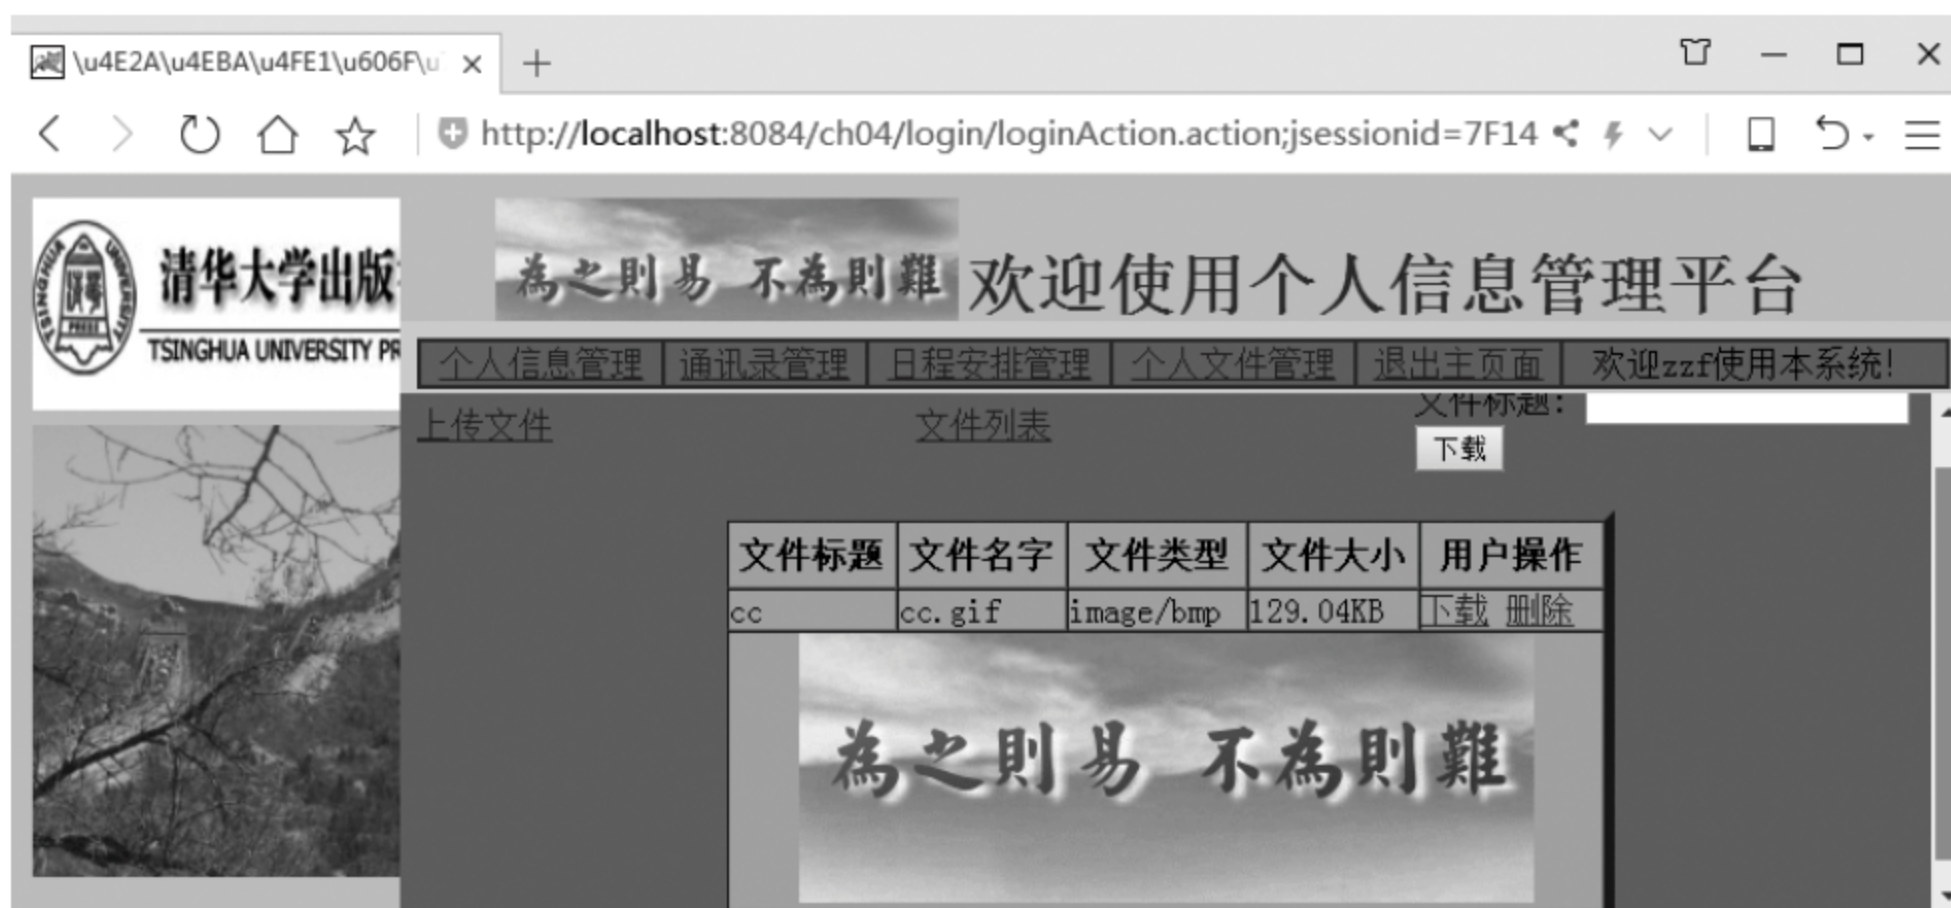 \u4E2A\u4EBA\u4FE1\u606F\u
http://localhost:8084/ch04/login/loginAction.action;jsessionid=7F14
清华大学出版
TSINGHUA UNIVERSITY PR
為之則易 不為則難
欢迎使用个人信息管理平台
个人信息管理 通讯录管理 日程安排管理 个人文件管理 退出主页面 欢迎zzf使用本系统!
上传文件 文件列表 文件标题:
下载
文件标题 文件名字 文件类型 文件大小 用户操作
cc cc.gif image/bmp 129.04KB 下载 删除
為之則易 不為則難